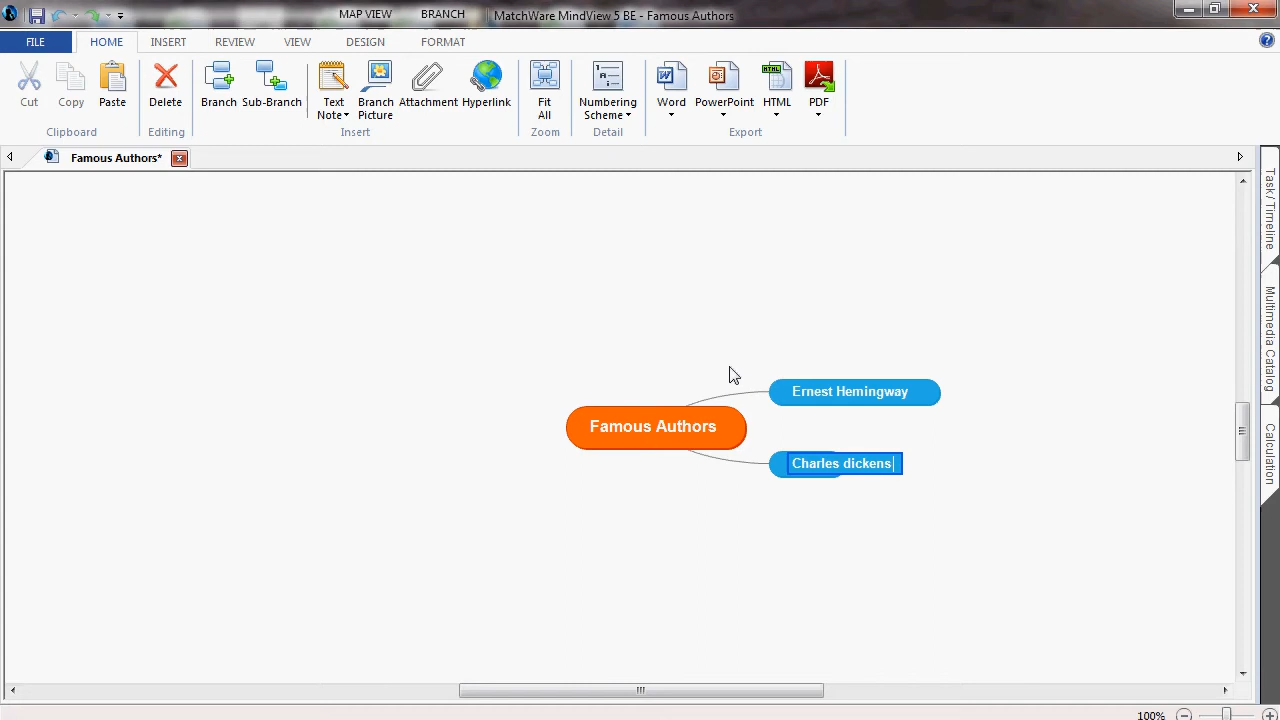 MAP VIEW BRANCH MatchWare MindView 5 BE - Famous Authors
FILE HOME INSERT REVIEW VIEW DESIGN FORMAT
Cut Copy Paste Delete Branch Sub-Branch Text Note Branch Picture Attachment Hyperlink Fit All Numbering Scheme Word PowerPoint HTML PDF
Clipboard Editing Insert Zoom Detail Export
Famous Authors*
Task / Timeline
Multimedia Catalog
Calculation
Ernest Hemingway
Famous Authors
Charles dickens
100%